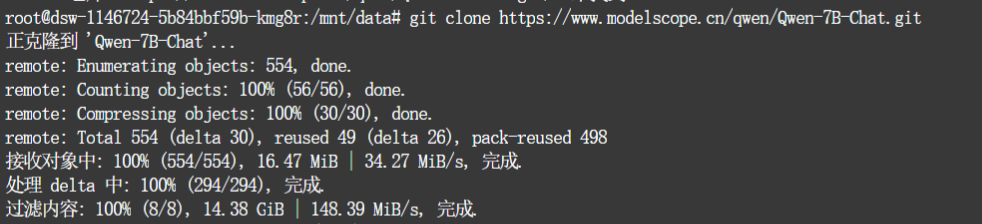 root@dsw-1146724-5b84bbf59b-kmg8r:/mnt/data# git clone https://www.modelscope.cn/qwen/Qwen-7B-Chat.git
正克隆到 'Qwen-7B-Chat'...
remote: Enumerating objects: 554, done.
remote: Counting objects: 100% (56/56), done.
remote: Compressing objects: 100% (30/30), done.
remote: Total 554 (delta 30), reused 49 (delta 26), pack-reused 498
接收对象中: 100% (554/554), 16.47 MiB | 34.27 MiB/s, 完成.
处理 delta 中: 100% (294/294), 完成.
过滤内容: 100% (8/8), 14.38 GiB | 148.39 MiB/s, 完成.